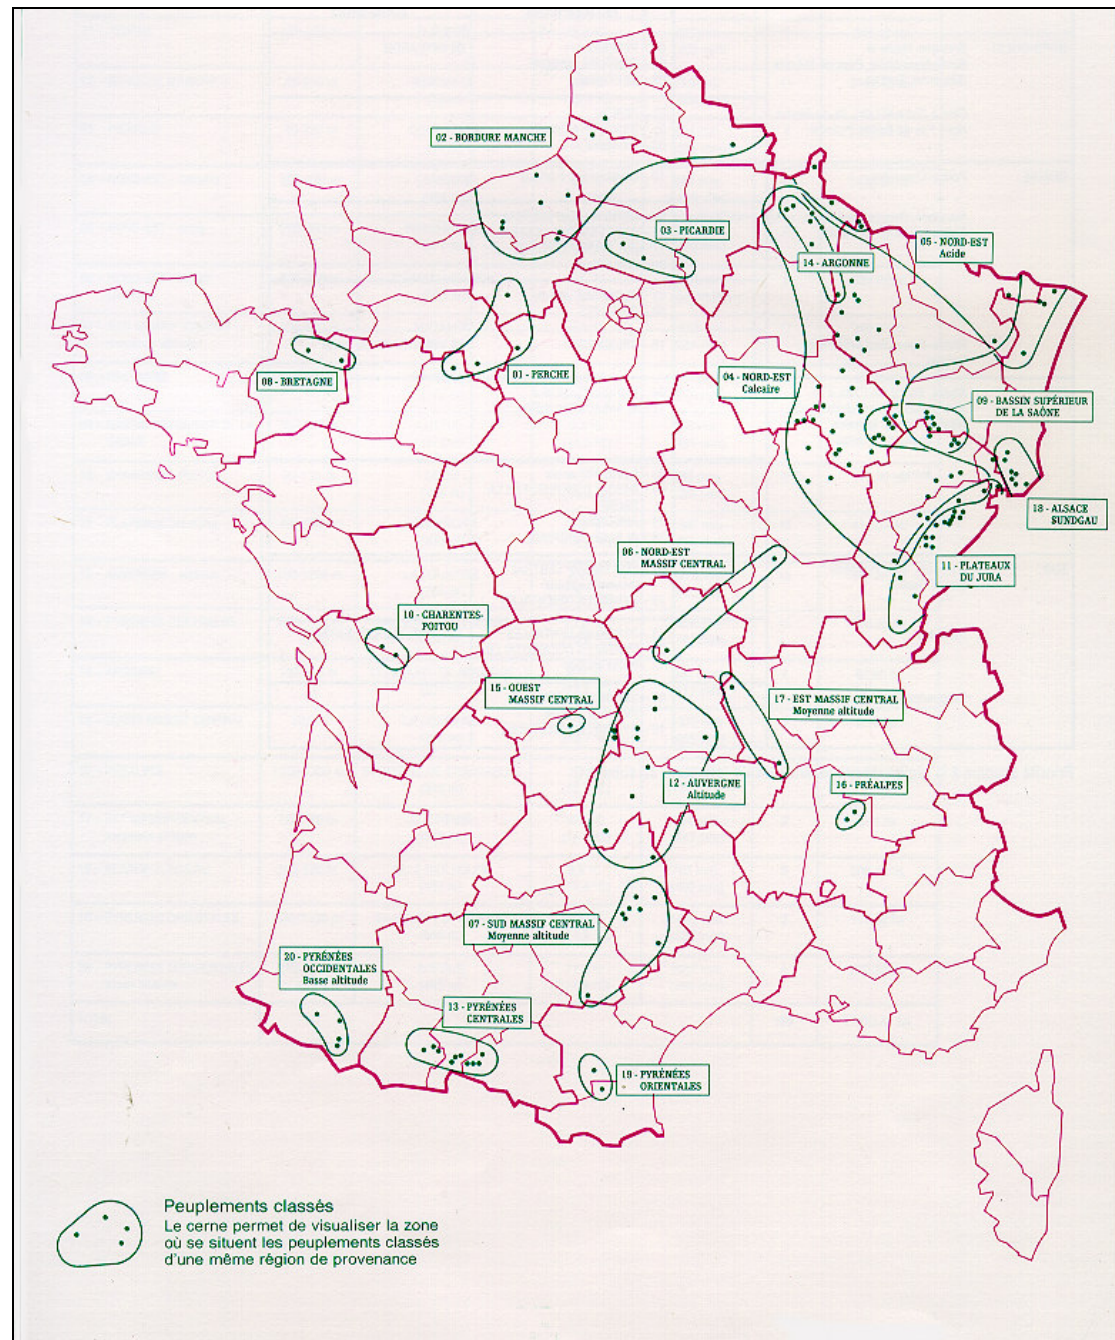 02 - BORDURE MANCHE
03 - PICARDIE
05 - NORD-EST
Acide
14 - ARGONNE
08 - BRETAGNE
01 - PERCHE
04 - NORD-EST
Calcaire
09 - BASSIN SUPÉRIEUR
DE LA SAÔNE
18 - ALSACE
SUNDGAU
06 - NORD-EST
MASSIF CENTRAL
11 - PLATEAUX
DU JURA
10 - CHARENTES-
POITOU
15 - OUEST
MASSIF CENTRAL
17 - EST MASSIF CENTRAL
Moyenne altitude
12 - AUVERGNE
Altitude
16 - PRÉALPES
07 - SUD MASSIF CENTRAL
Moyenne altitude
20 - PYRÉNÉES
OCCIDENTALES
Basse altitude
13 - PYRÉNÉES
CENTRALES
19 - PYRÉNÉES
ORIENTALES
Peuplements classés
Le cerne permet de visualiser la zone
où se situent les peuplements classés
d'une même région de provenance